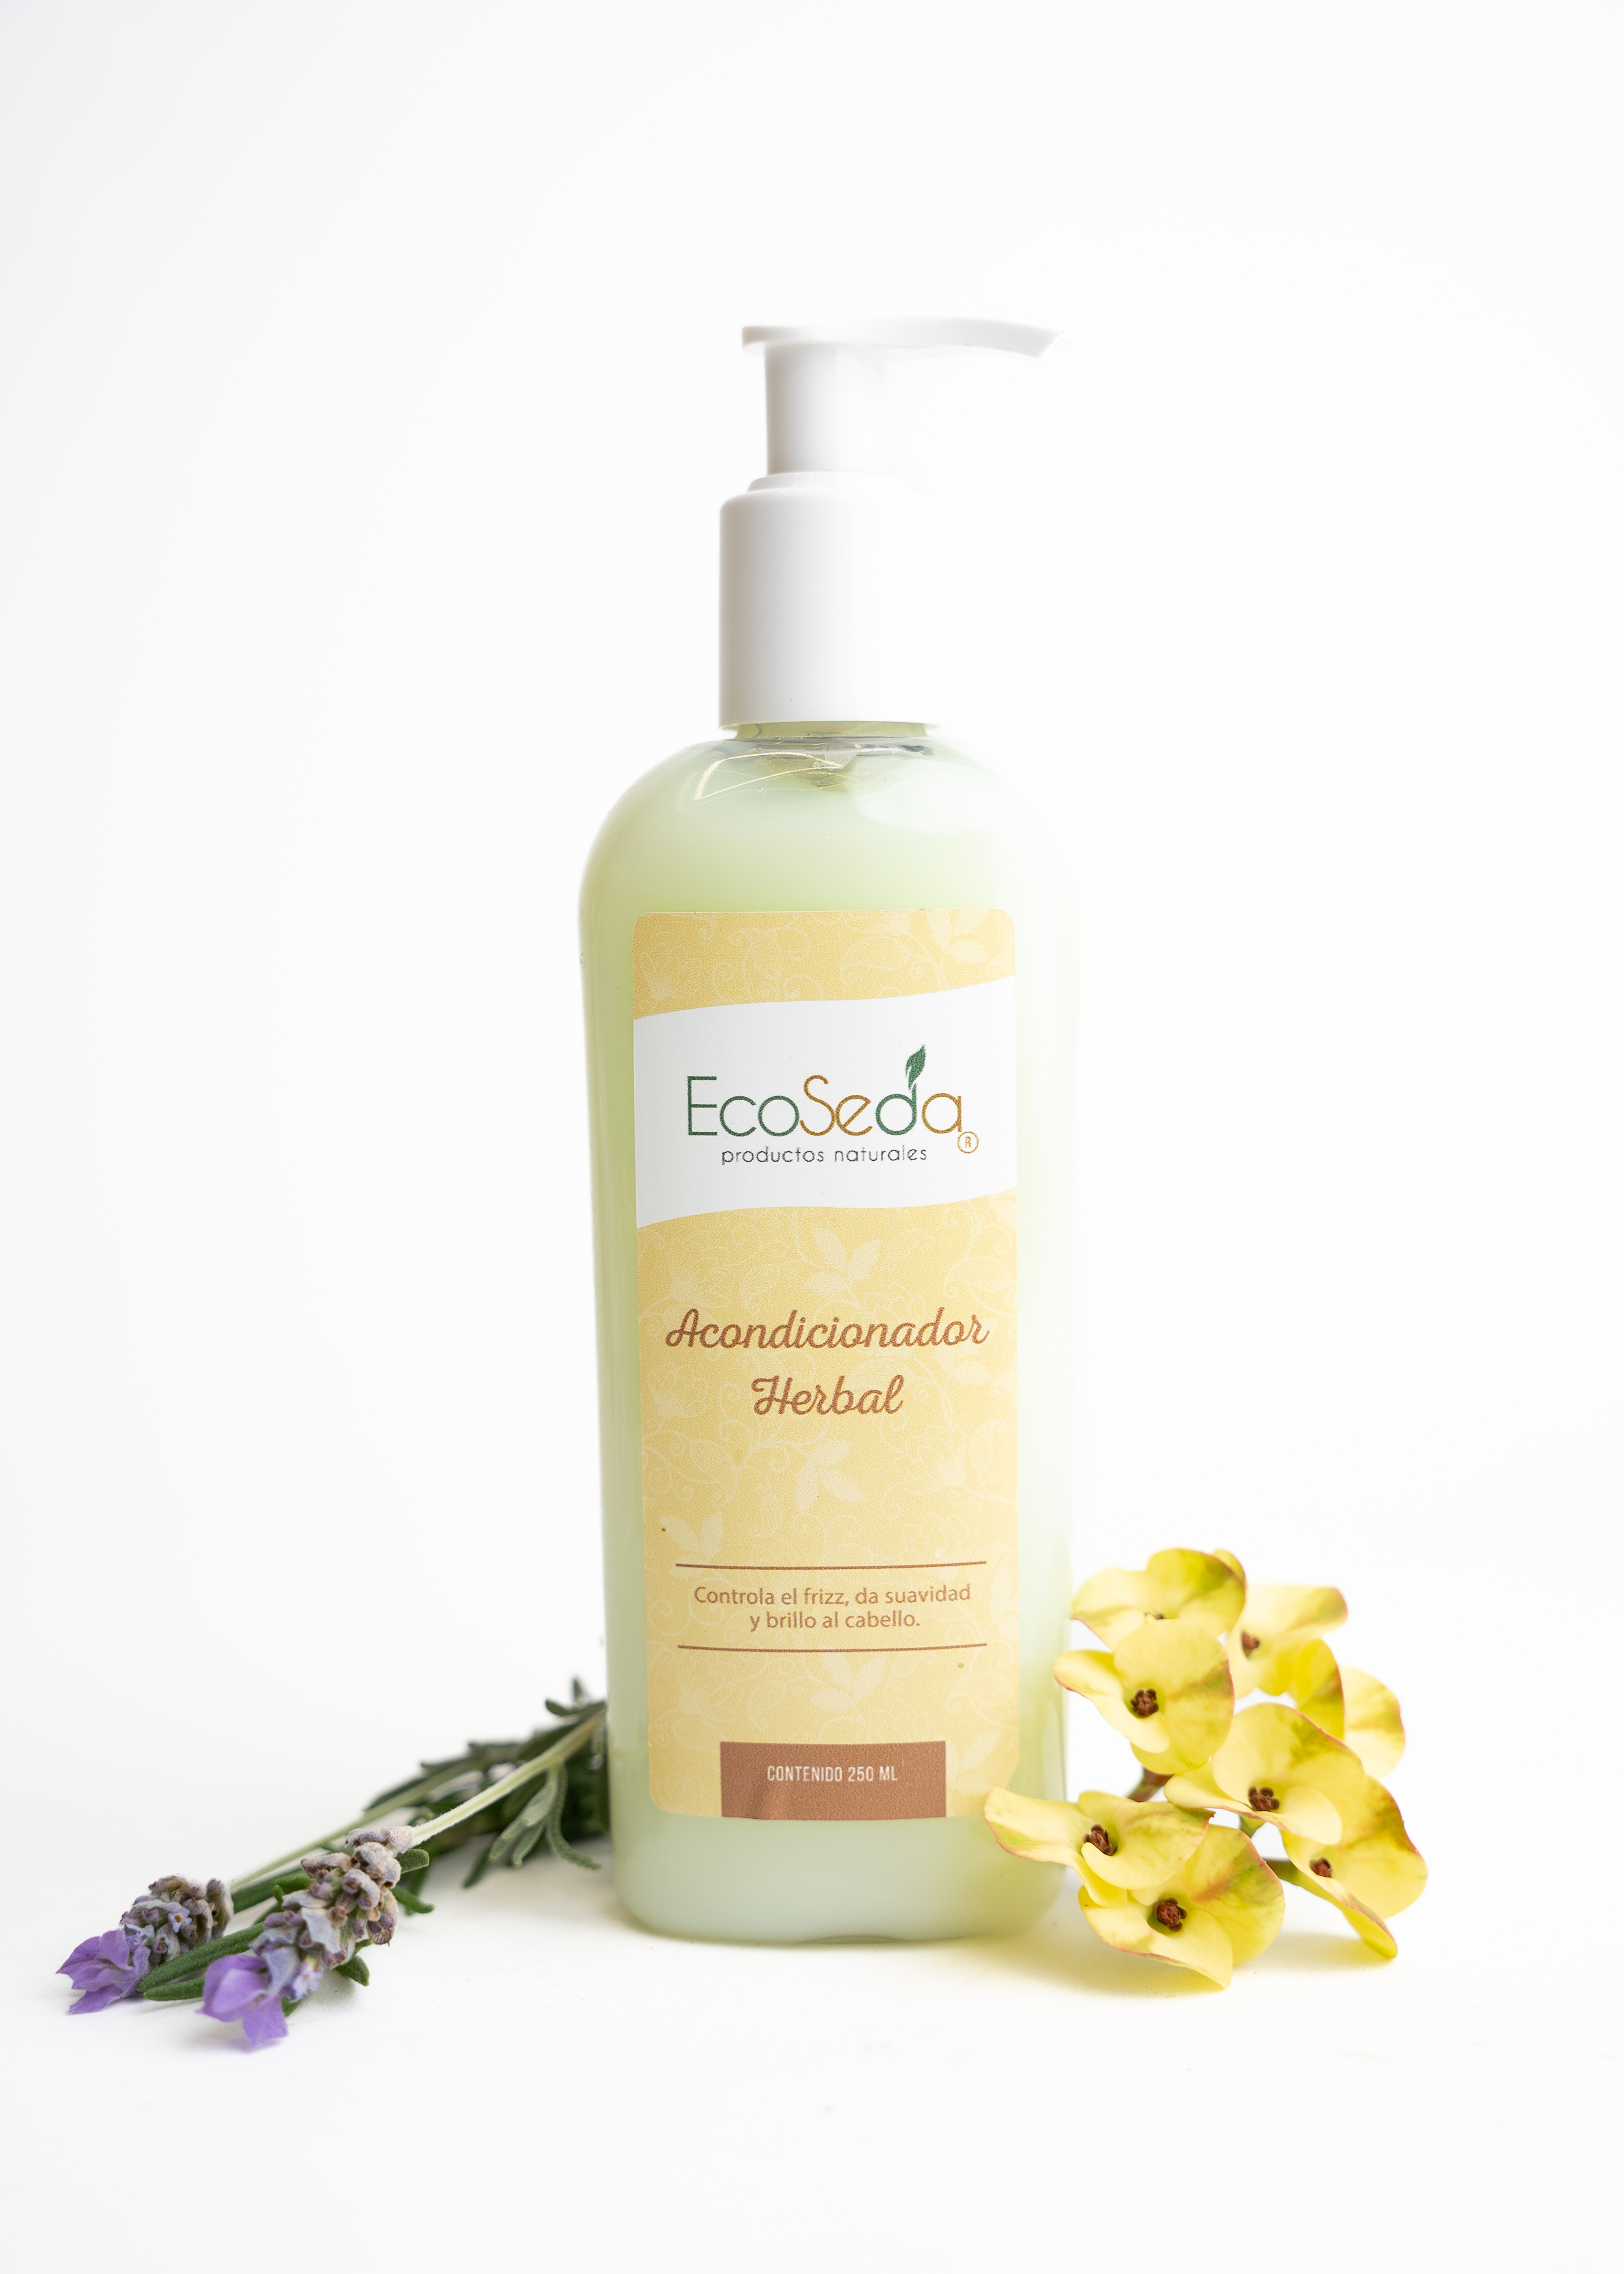 EcoSeda
®
productos naturales
Acondicionador
Herbal
Controla el frizz, da suavidad
y brillo al cabello.
CONTENIDO 250 ML